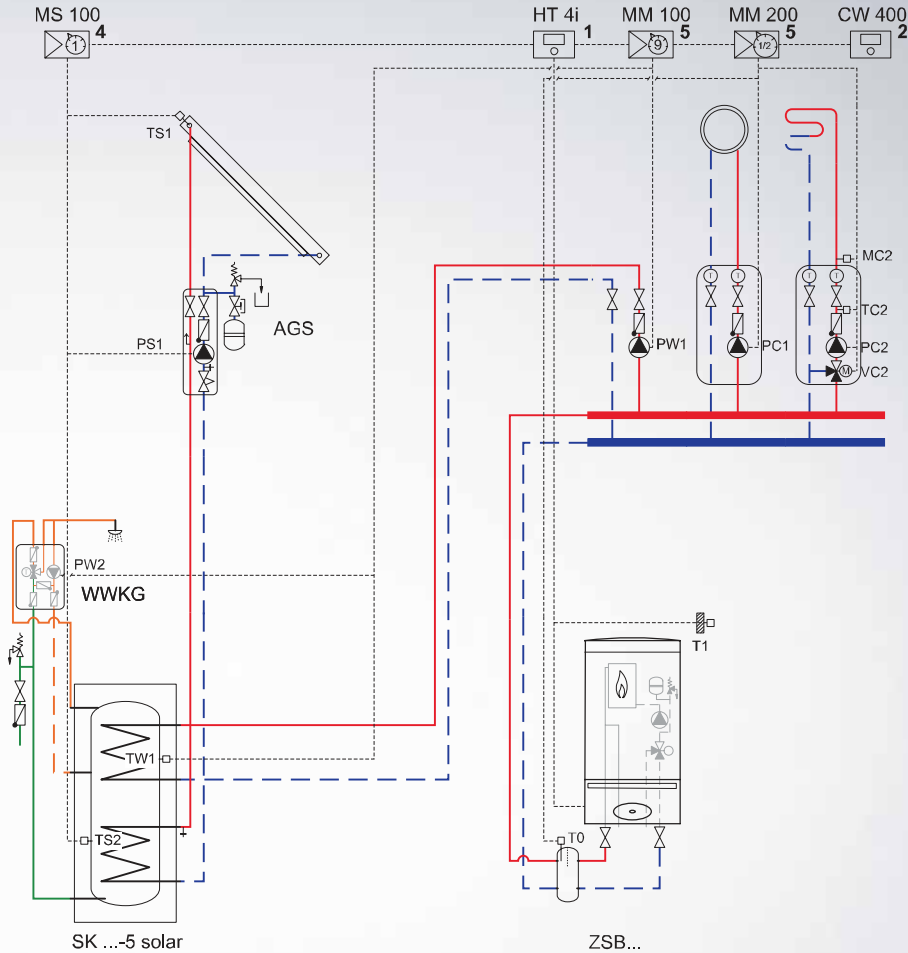 MS 100 4
HT 4i 1
MM 100 5
MM 200 5
CW 400 2
1
9
1/2
TS1
T T
T T
MC2
AGS
TC2
PS1
PW1
PC1
PC2
M
VC2
PW2
WWKG
T1
TW1
TS2
T0
SK ...-5 solar
ZSB...